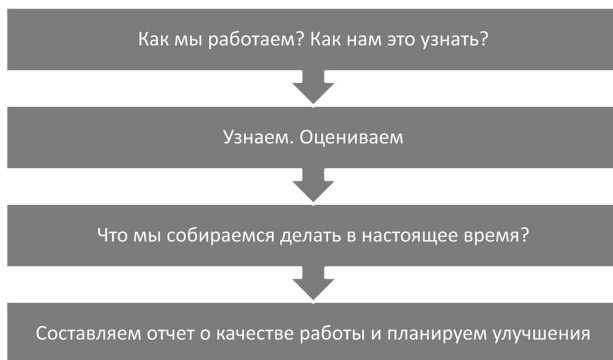 Как мы работаем? Как нам это узнать?
Узнаем. Оцениваем
Что мы собираемся делать в настоящее время?
Составляем отчет о качестве работы и планируем улучшения